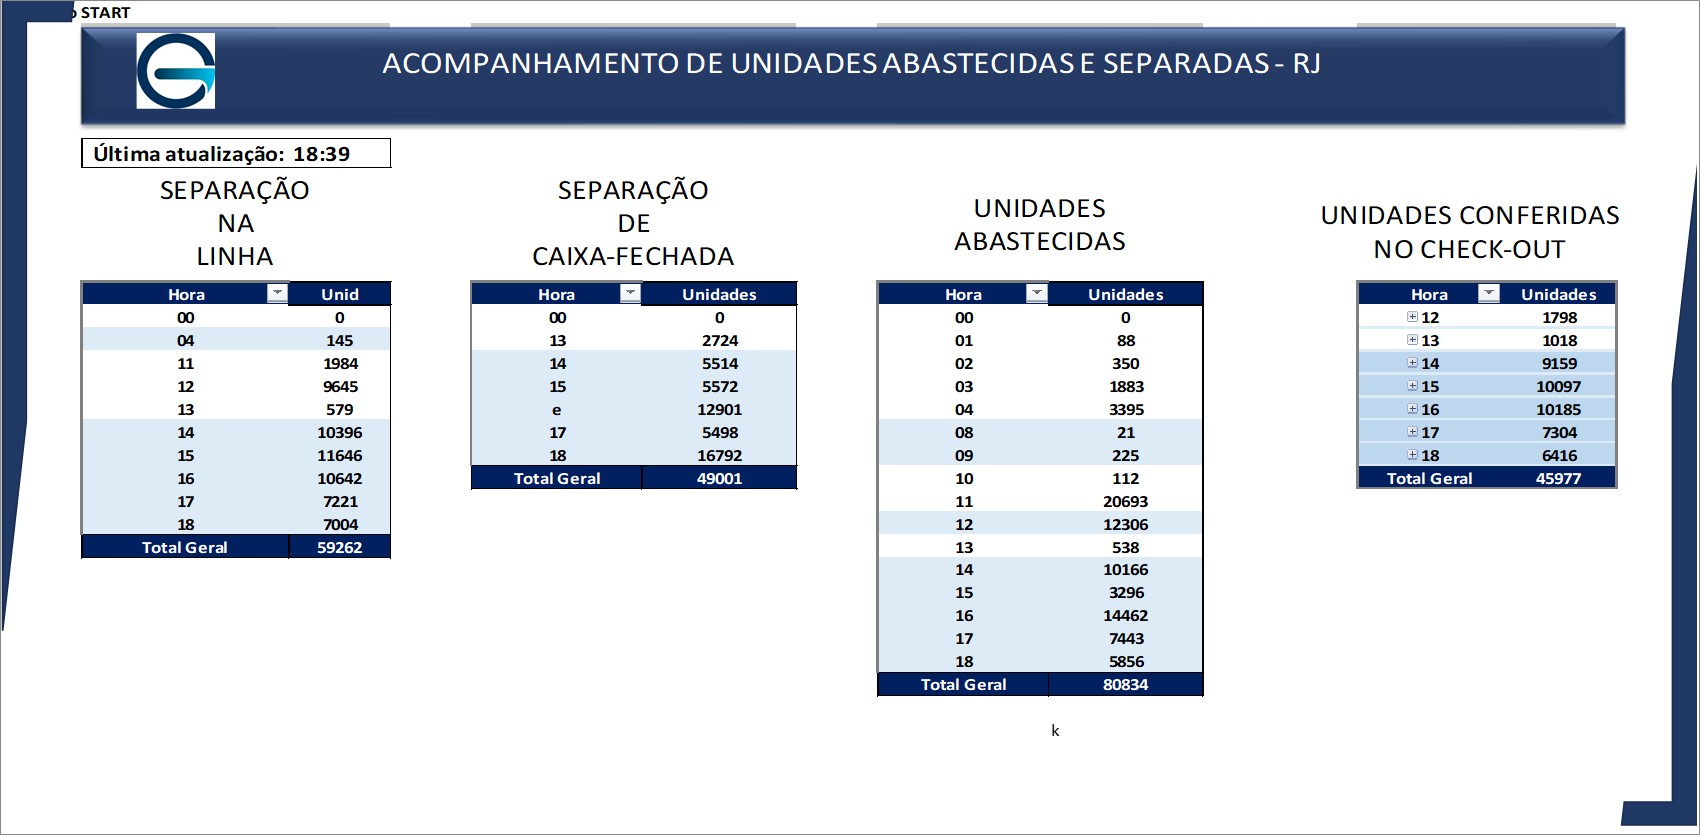 START
ACOMPANHAMENTO DE UNIDADES ABASTECIDAS E SEPARADAS - RJ
Última atualização: 18:39
SEPARAÇÃO
NA
LINHA
Hora Unid
00 0
04 145
11 1984
12 9645
13 579
14 10396
15 11646
16 10642
17 7221
18 7004
Total Geral 59262
SEPARAÇÃO
DE
CAIXA-FECHADA
Hora Unidades
00 0
13 2724
14 5514
15 5572
e 12901
17 5498
18 16792
Total Geral 49001
UNIDADES
ABASTECIDAS
Hora Unidades
00 0
01 88
02 350
03 1883
04 3395
08 21
09 225
10 112
11 20693
12 12306
13 538
14 10166
15 3296
16 14462
17 7443
18 5856
Total Geral 80834
k
UNIDADES CONFERIDAS
NO CHECK-OUT
Hora Unidades
12 1798
13 1018
14 9159
15 10097
16 10185
17 7304
18 6416
Total Geral 45977